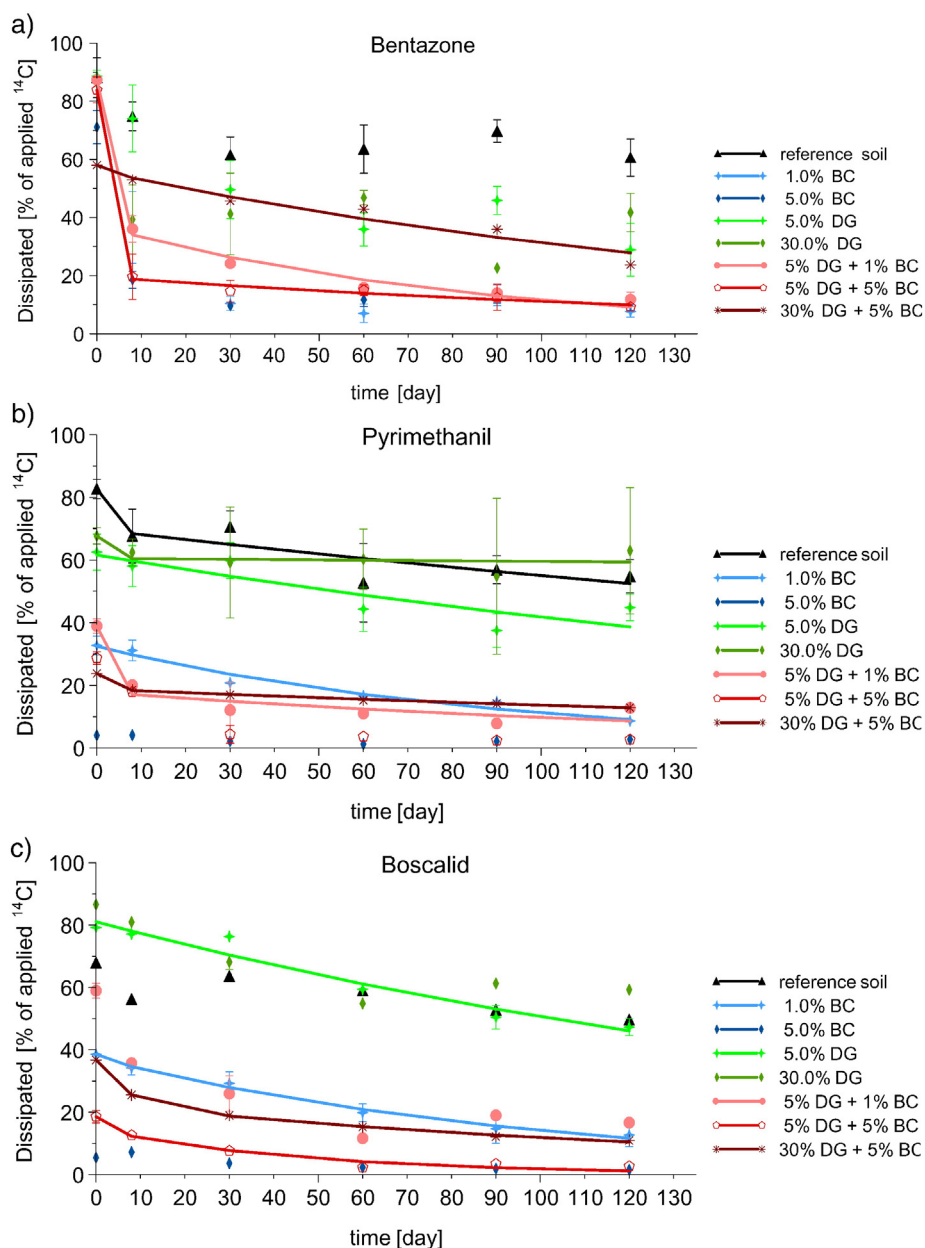 a)
Bentazone
Dissipated [% of applied ¹⁴C]
100
80
60
40
20
0
0 10 20 30 40 50 60 70 80 90 100 110 120 130
time [day]
reference soil
1.0% BC
5.0% BC
5.0% DG
30.0% DG
5% DG + 1% BC
5% DG + 5% BC
30% DG + 5% BC
b)
Pyrimethanil
Dissipated [% of applied ¹⁴C]
100
80
60
40
20
0
0 10 20 30 40 50 60 70 80 90 100 110 120 130
time [day]
reference soil
1.0% BC
5.0% BC
5.0% DG
30.0% DG
5% DG + 1% BC
5% DG + 5% BC
30% DG + 5% BC
c)
Boscalid
Dissipated [% of applied ¹⁴C]
100
80
60
40
20
0
0 10 20 30 40 50 60 70 80 90 100 110 120 130
time [day]
reference soil
1.0% BC
5.0% BC
5.0% DG
30.0% DG
5% DG + 1% BC
5% DG + 5% BC
30% DG + 5% BC